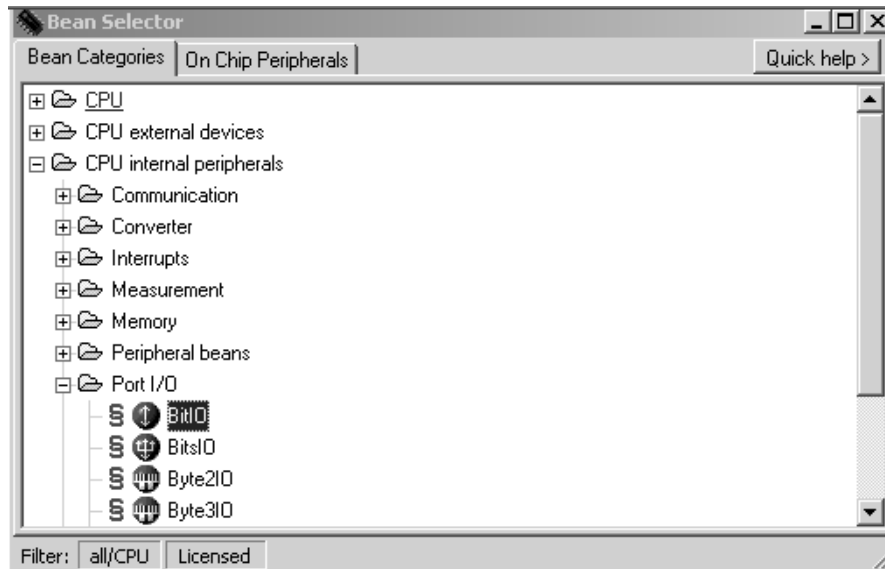 Bean Selector
Bean Categories On Chip Peripherals Quick help >
CPU
CPU external devices
CPU internal peripherals
Communication
Converter
Interrupts
Measurement
Memory
Peripheral beans
Port I/O
BitIO
BitsIO
Byte2IO
Byte3IO
Filter: all/CPU Licensed